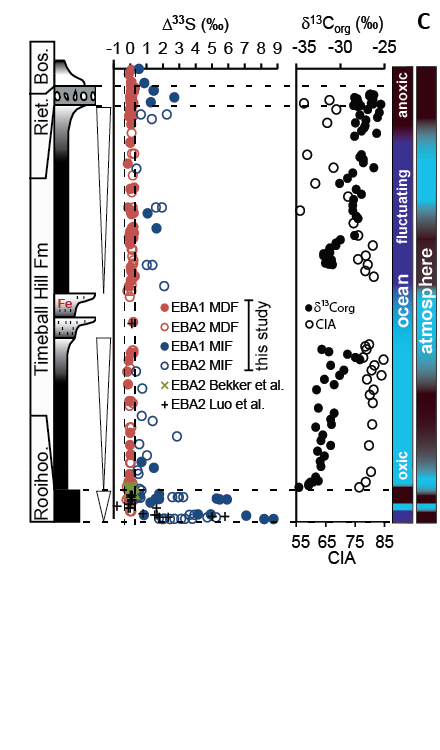 Δ³³S (‰)
δ¹³Corg (‰)
C
-1 0 1 2 3 4 5 6 7 8 9
-35 -30 -25
Bos.
Riet.
Timeball Hill Fm
Roolhoo.
Fe
EBA1 MDF
EBA2 MDF
EBA1 MIF
EBA2 MIF
this study
EBA2 Bekker et al.
EBA2 Luo et al.
δ¹³Corg
CIA
anoxic
fluctuating
ocean
oxic
atmosphere
55 65 75 85
CIA